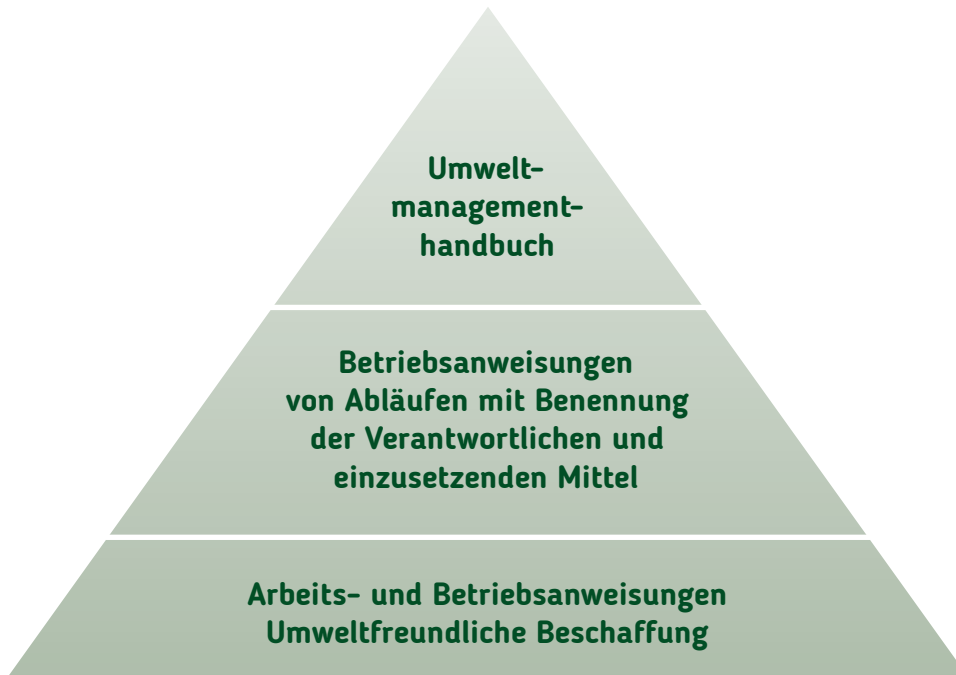 Umwelt-
management-
handbuch
Betriebsanweisungen
von Abläufen mit Benennung
der Verantwortlichen und
einzusetzenden Mittel
Arbeits- und Betriebsanweisungen
Umweltfreundliche Beschaffung